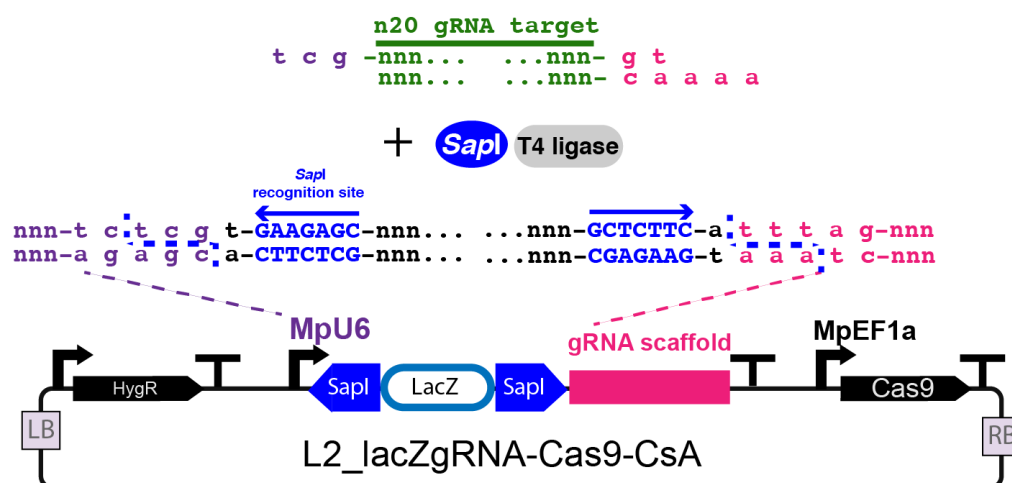 n20 gRNA target
t c g -nnn... ...nnn- g t
nnn... ...nnn- c a a a a
+ SapI T4 ligase
SapI
recognition site
nnn-t c t c g t-GAAGAGC-nnn... ...nnn-GCTCTTC-a t t t a g-nnn
nnn-a g a g c a-CTTCTCG-nnn... ...nnn-CGAGAAG-t a a a t c-nnn
MpU6
gRNA scaffold
MpEF1a
HygR
SapI
LacZ
SapI
Cas9
LB
RB
L2_lacZgRNA-Cas9-CsA